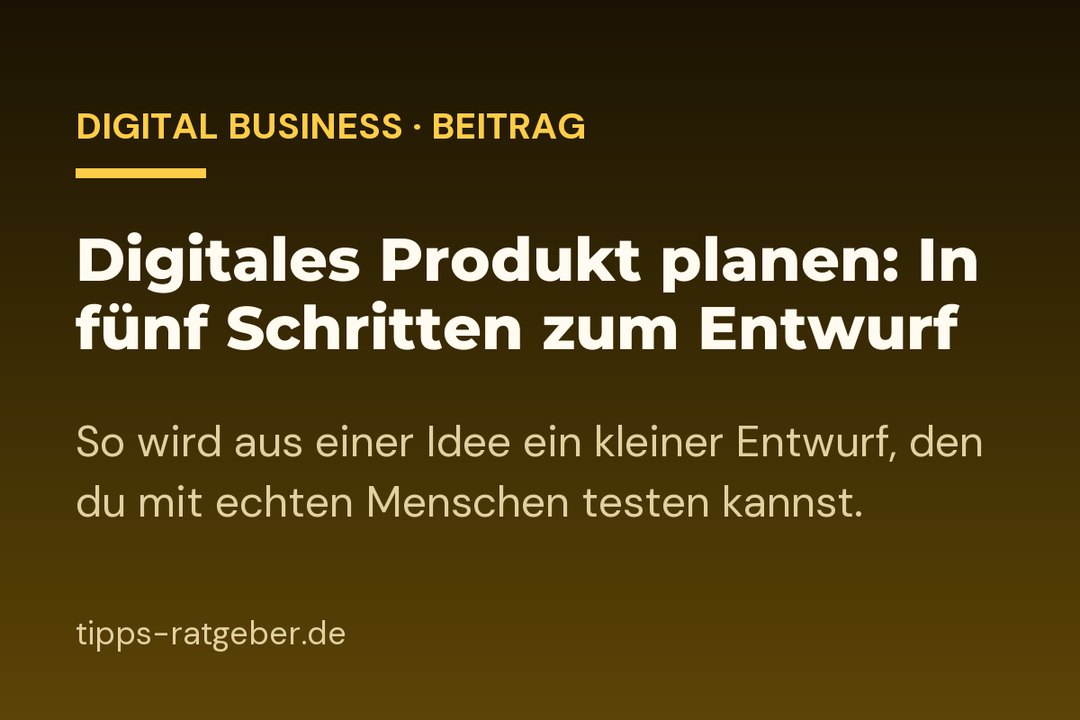 DIGITAL BUSINESS · BEITRAG
Digitales Produkt planen: In
fünf Schritten zum Entwurf
So wird aus einer Idee ein kleiner Entwurf, den
du mit echten Menschen testen kannst.
tipps-ratgeber.de